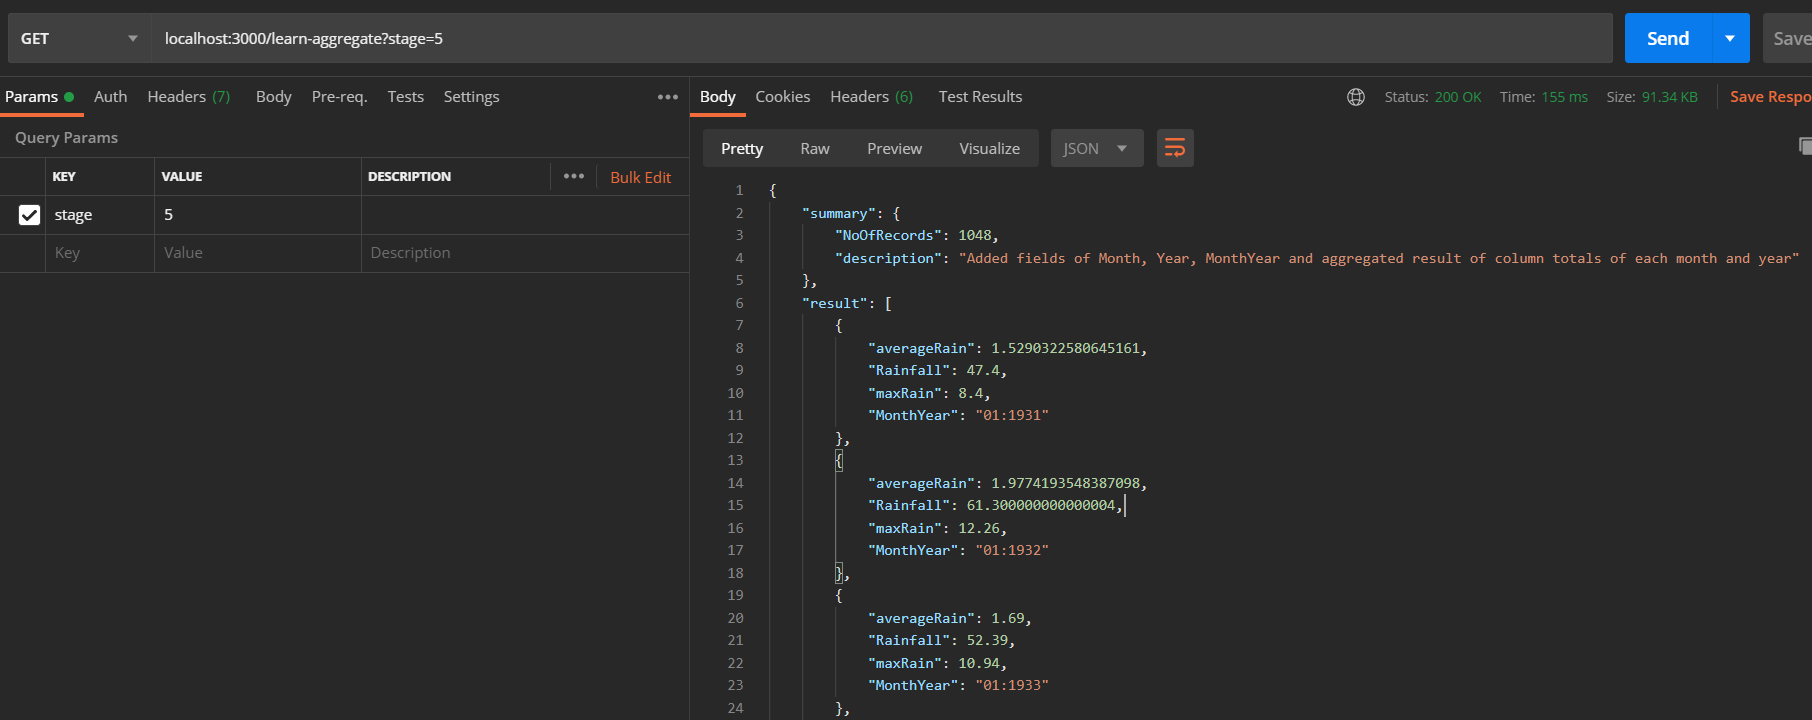 GET localhost:3000/learn-aggregate?stage=5 Send Save
Params Auth Headers (7) Body Pre-req. Tests Settings •••
Query Params
KEY VALUE DESCRIPTION ••• Bulk Edit
stage 5
Key Value Description
Body Cookies Headers (6) Test Results Status: 200 OK Time: 155 ms Size: 91.34 KB Save Respo
Pretty Raw Preview Visualize JSON
1 {
2 "summary": {
3 "NoOfRecords": 1048,
4 "description": "Added fields of Month, Year, MonthYear and aggregated result of column totals of each month and year"
5 },
6 "result": [
7 {
8 "averageRain": 1.5290322580645161,
9 "Rainfall": 47.4,
10 "maxRain": 8.4,
11 "MonthYear": "01:1931"
12 },
13 {
14 "averageRain": 1.9774193548387098,
15 "Rainfall": 61.300000000000004,
16 "maxRain": 12.26,
17 "MonthYear": "01:1932"
18 },
19 {
20 "averageRain": 1.69,
21 "Rainfall": 52.39,
22 "maxRain": 10.94,
23 "MonthYear": "01:1933"
24 },